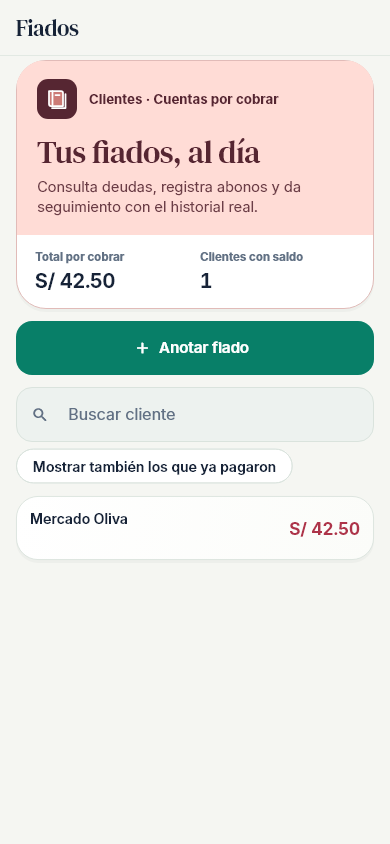 Fiados
Clientes · Cuentas por cobrar
Tus fiados, al día
Consulta deudas, registra abonos y da
seguimiento con el historial real.
Total por cobrar
S/ 42.50
Clientes con saldo
1
+ Anotar fiado
Buscar cliente
Mostrar también los que ya pagaron
Mercado Oliva
S/ 42.50